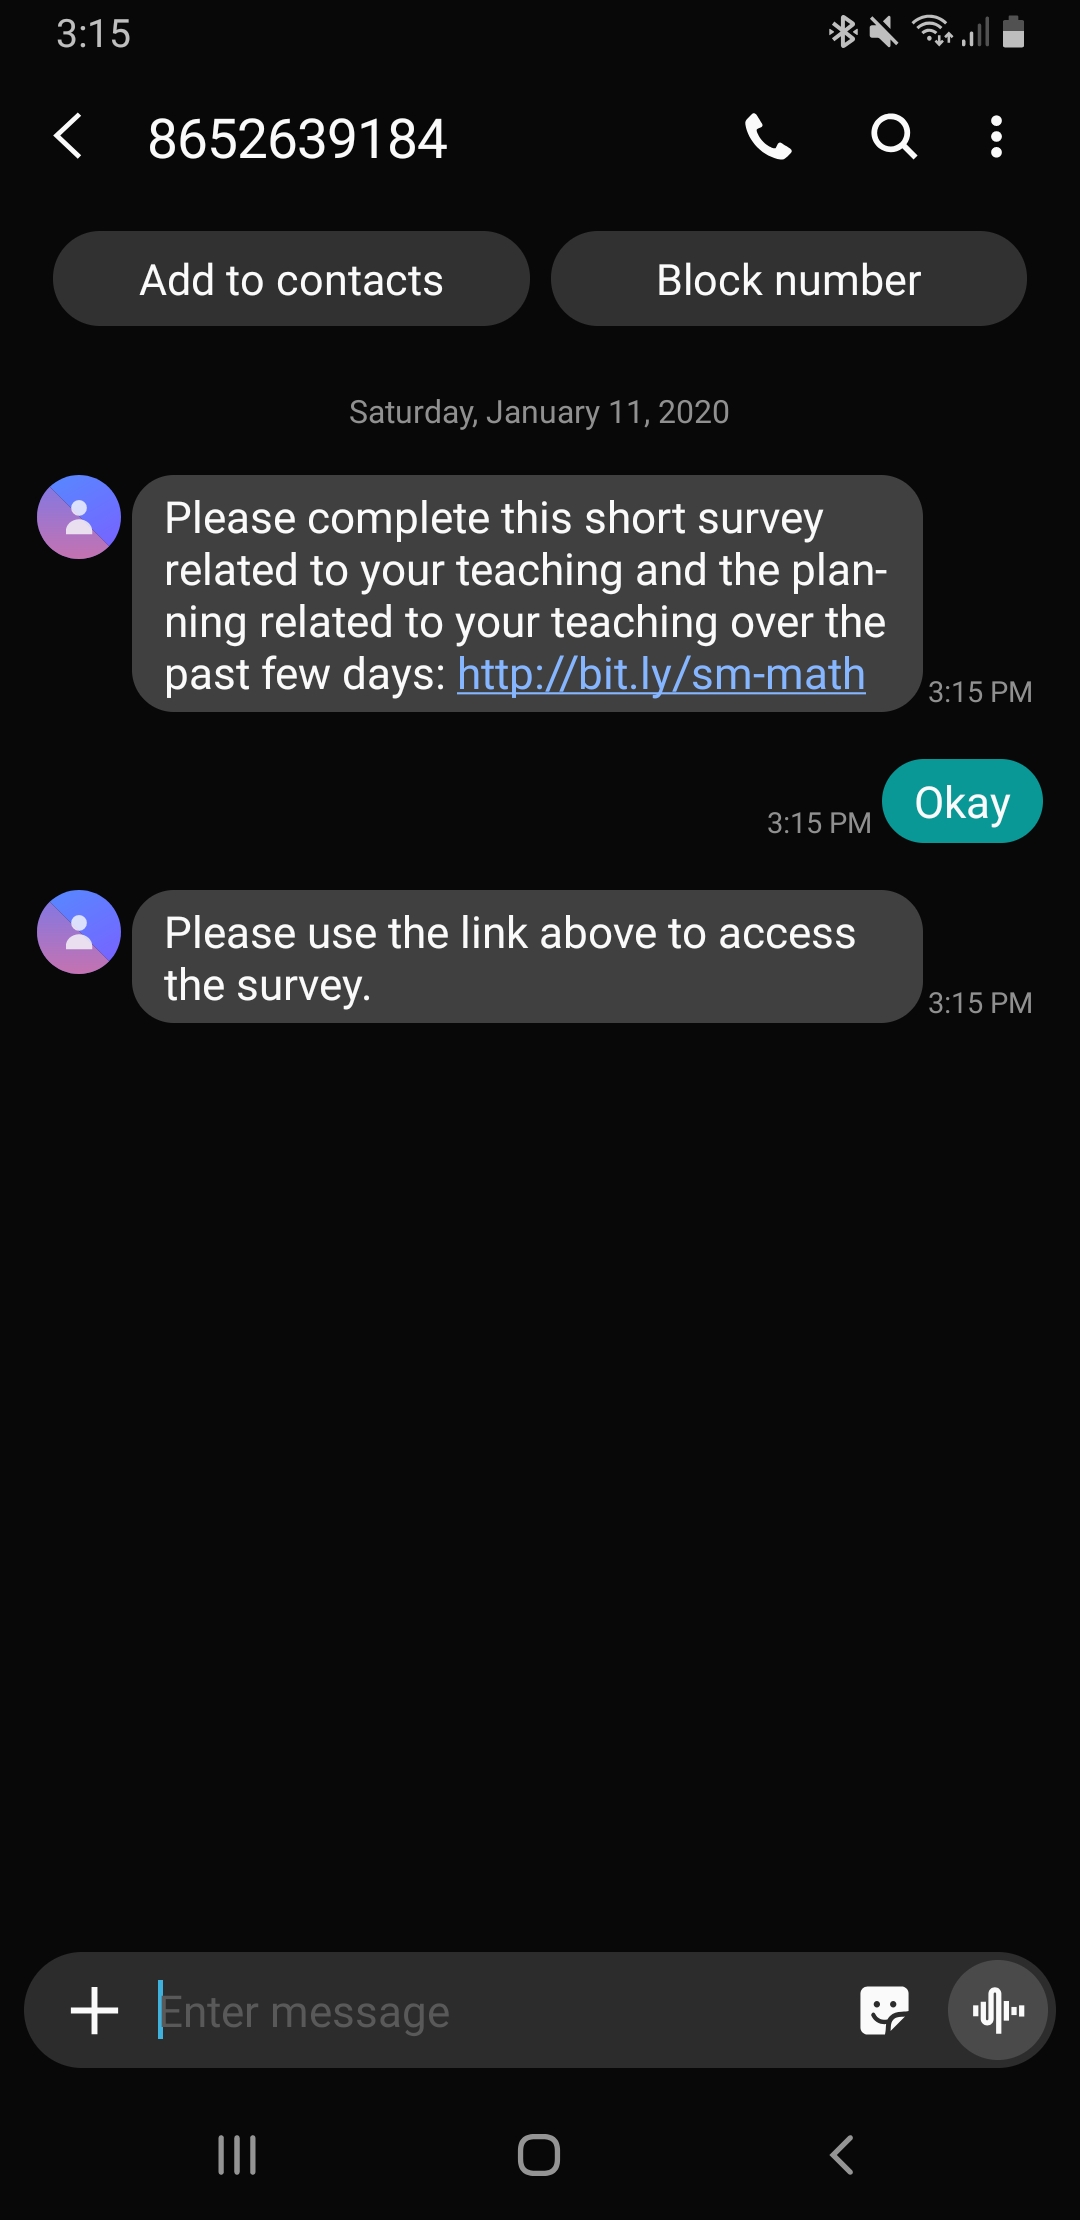 3:15
8652639184
Add to contacts
Block number
Saturday, January 11, 2020
Please complete this short survey
related to your teaching and the plan-
ning related to your teaching over the
past few days: http://bit.ly/sm-math
3:15 PM
Okay
3:15 PM
Please use the link above to access
the survey.
3:15 PM
Enter message